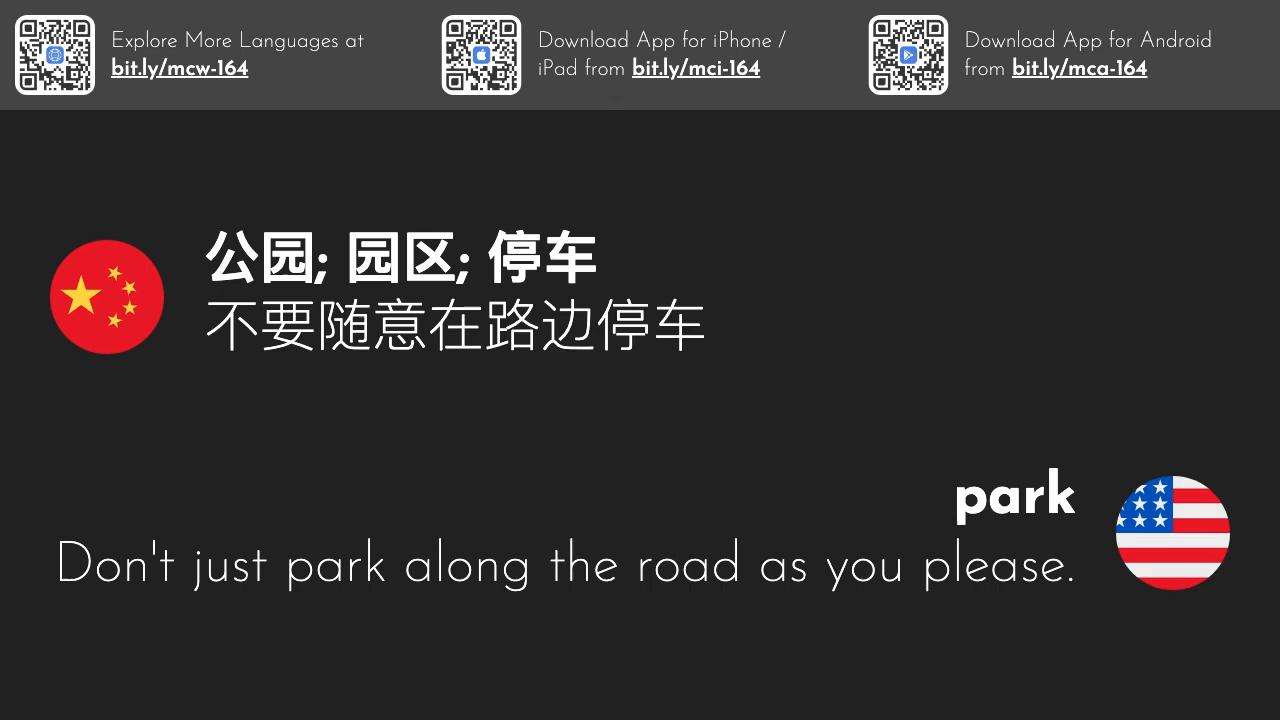 Explore More Languages at
bit.ly/mcw-164
Download App for iPhone /
iPad from bit.ly/mci-164
Download App for Android
from bit.ly/mca-164
公园; 园区; 停车
不要随意在路边停车
park
Don't just park along the road as you please.